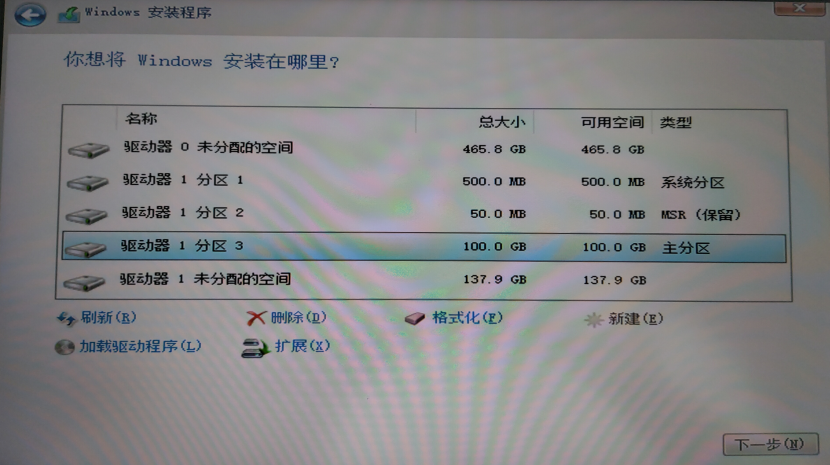 Windows 安装程序
你想将 Windows 安装在哪里?
名称 总大小 可用空间 类型
驱动器 0 未分配的空间 465.8 GB 465.8 GB
驱动器 1 分区 1 500.0 MB 500.0 MB 系统分区
驱动器 1 分区 2 50.0 MB 50.0 MB MSR (保留)
驱动器 1 分区 3 100.0 GB 100.0 GB 主分区
驱动器 1 未分配的空间 137.9 GB 137.9 GB
刷新(R) 删除(D) 格式化(F) 新建(E)
加载驱动程序(L) 扩展(X)
下一步(N)